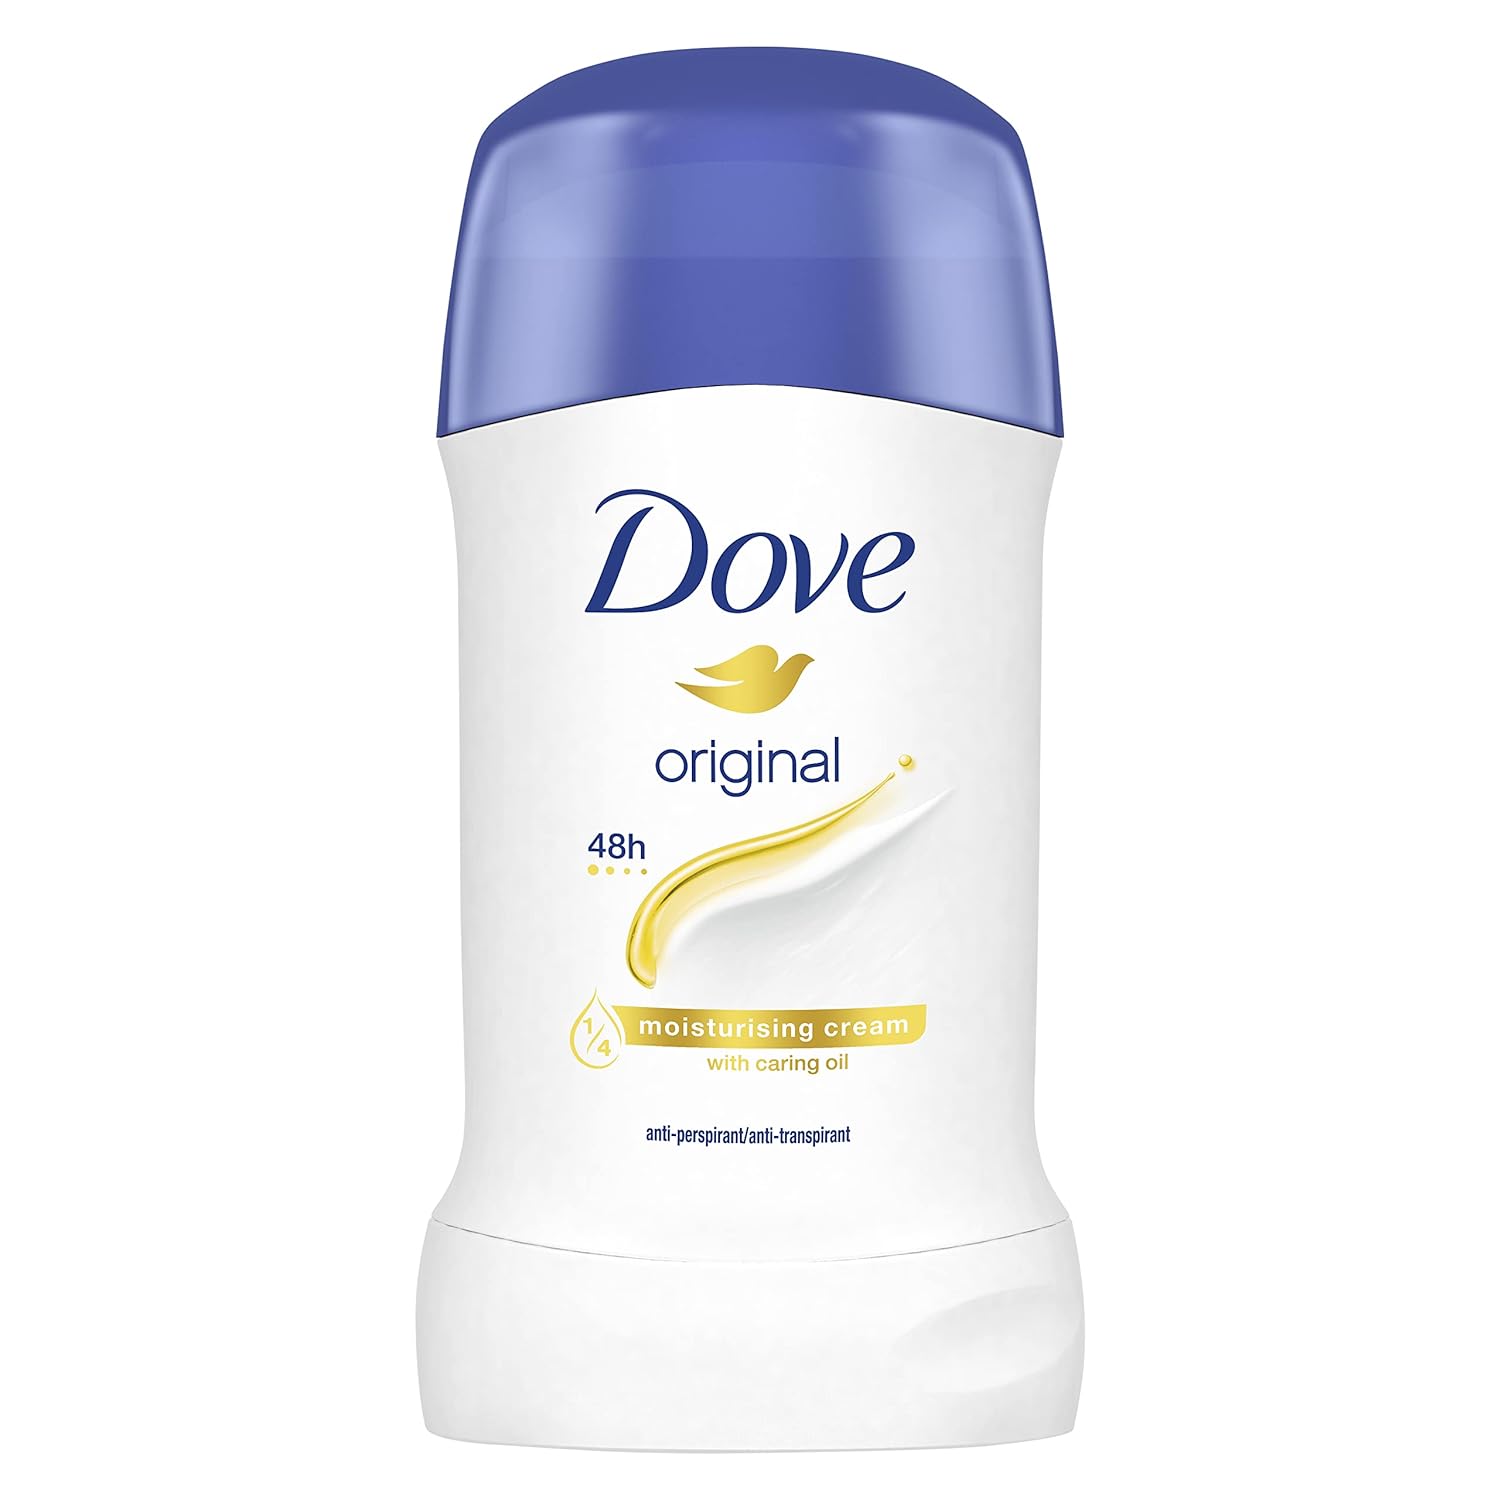 Dove
original
48h
1/4
moisturising cream
with caring oil
anti-perspirant/anti-transpirant